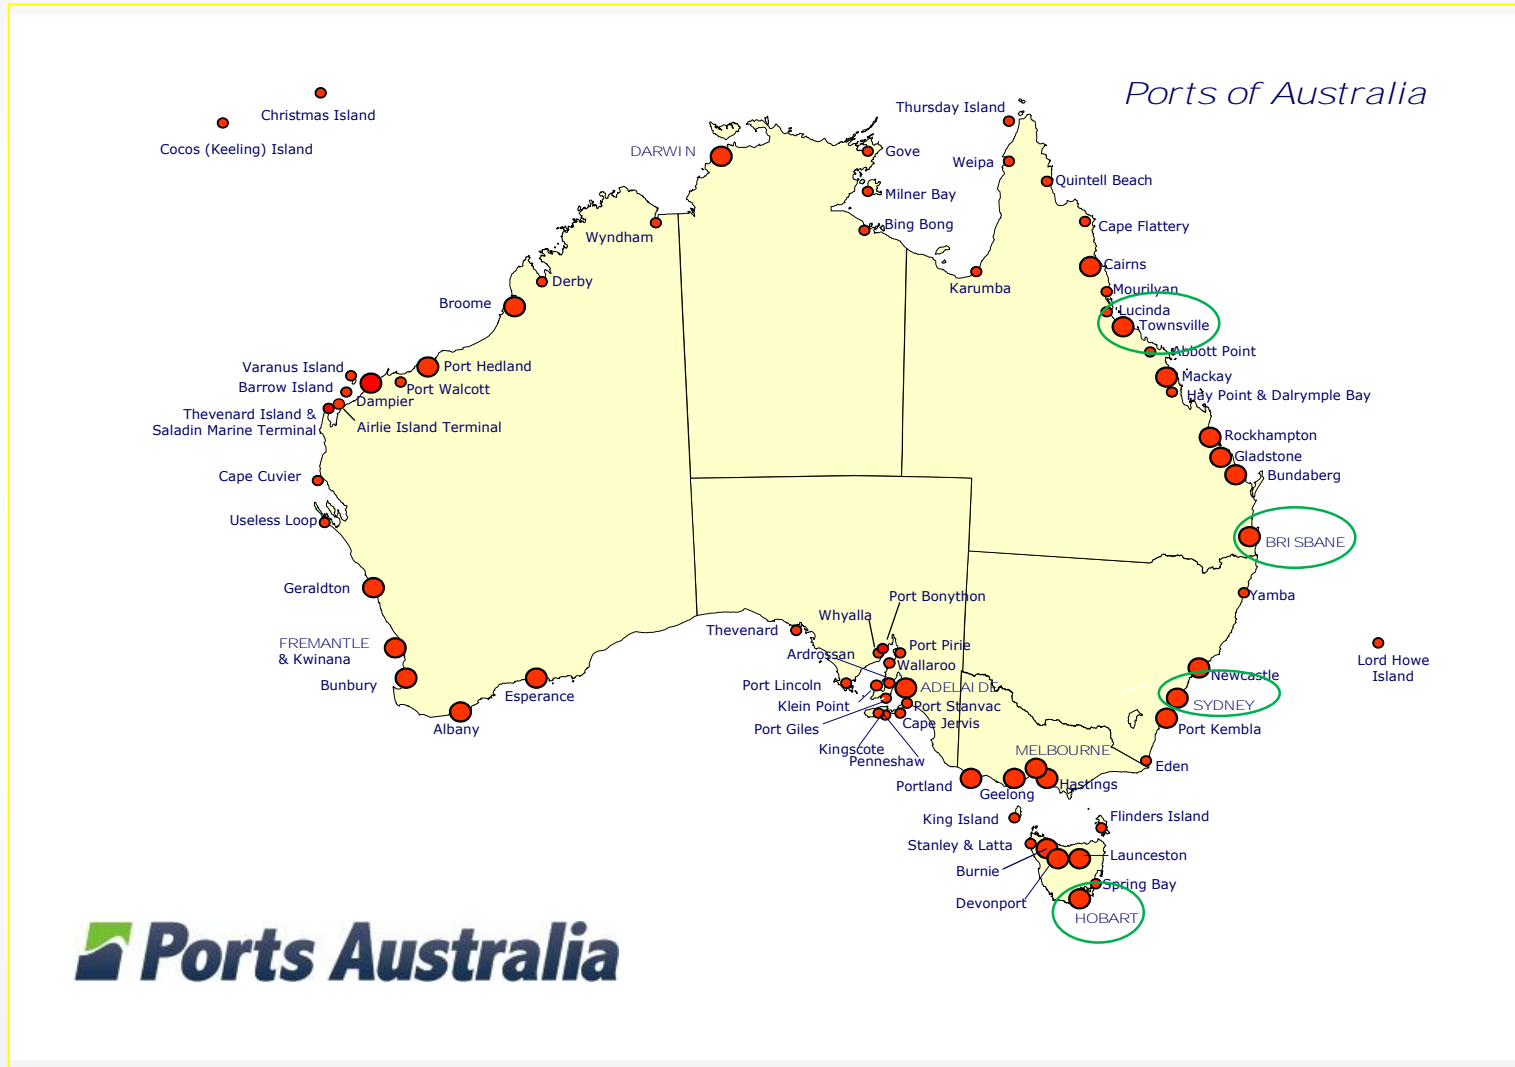 Ports of Australia
Christmas Island
Cocos (Keeling) Island
Thursday Island
DARWIN
Gove
Weipa
Quintell Beach
Milner Bay
Bing Bong
Cape Flattery
Wyndham
Cairns
Derby
Karumba
Mourilyan
Broome
Lucinda
Townsville
Abbott Point
Varanus Island
Port Hedland
Mackay
Barrow Island
Port Walcott
Hay Point & Dalrymple Bay
Dampier
Thevenard Island &
Saladin Marine Terminal
Airlie Island Terminal
Rockhampton
Gladstone
Cape Cuvier
Bundaberg
Useless Loop
BRISBANE
Geraldton
Port Bonython
Yamba
Whyalla
Thevenard
FREMANTLE
& Kwinana
Port Pirie
Ardrossan
Wallaroo
Lord Howe
Island
Bunbury
Esperance
Port Lincoln
ADELAIDE
Newcastle
Klein Point
Port Stanvac
SYDNEY
Albany
Port Giles
Cape Jervis
Port Kembla
Kingscote
Penneshaw
MELBOURNE
Eden
Portland
Geelong
Hastings
King Island
Flinders Island
Stanley & Latta
Launceston
Burnie
Spring Bay
Devonport
HOBART
Ports Australia